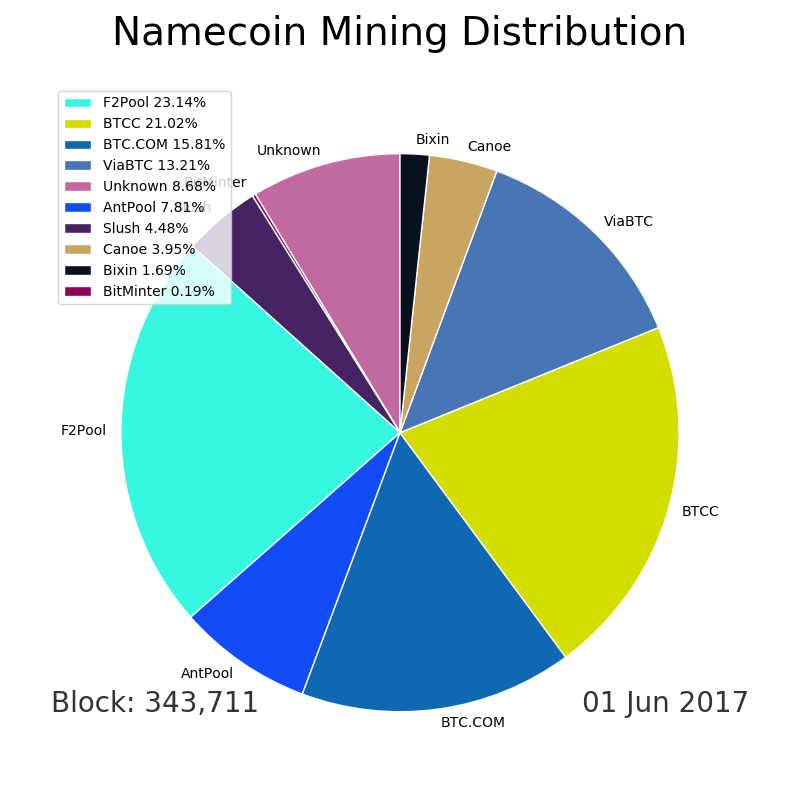 Namecoin Mining Distribution
F2Pool 23.14%
BTCC 21.02%
BTC.COM 15.81%
ViaBTC 13.21%
Unknown 8.68%
AntPool 7.81%
Slush 4.48%
Canoe 3.95%
Bixin 1.69%
BitMinter 0.19%
Bixin
Canoe
Unknown
BitMinter
Slush
ViaBTC
F2Pool
BTCC
AntPool
BTC.COM
Block: 343,711
01 Jun 2017